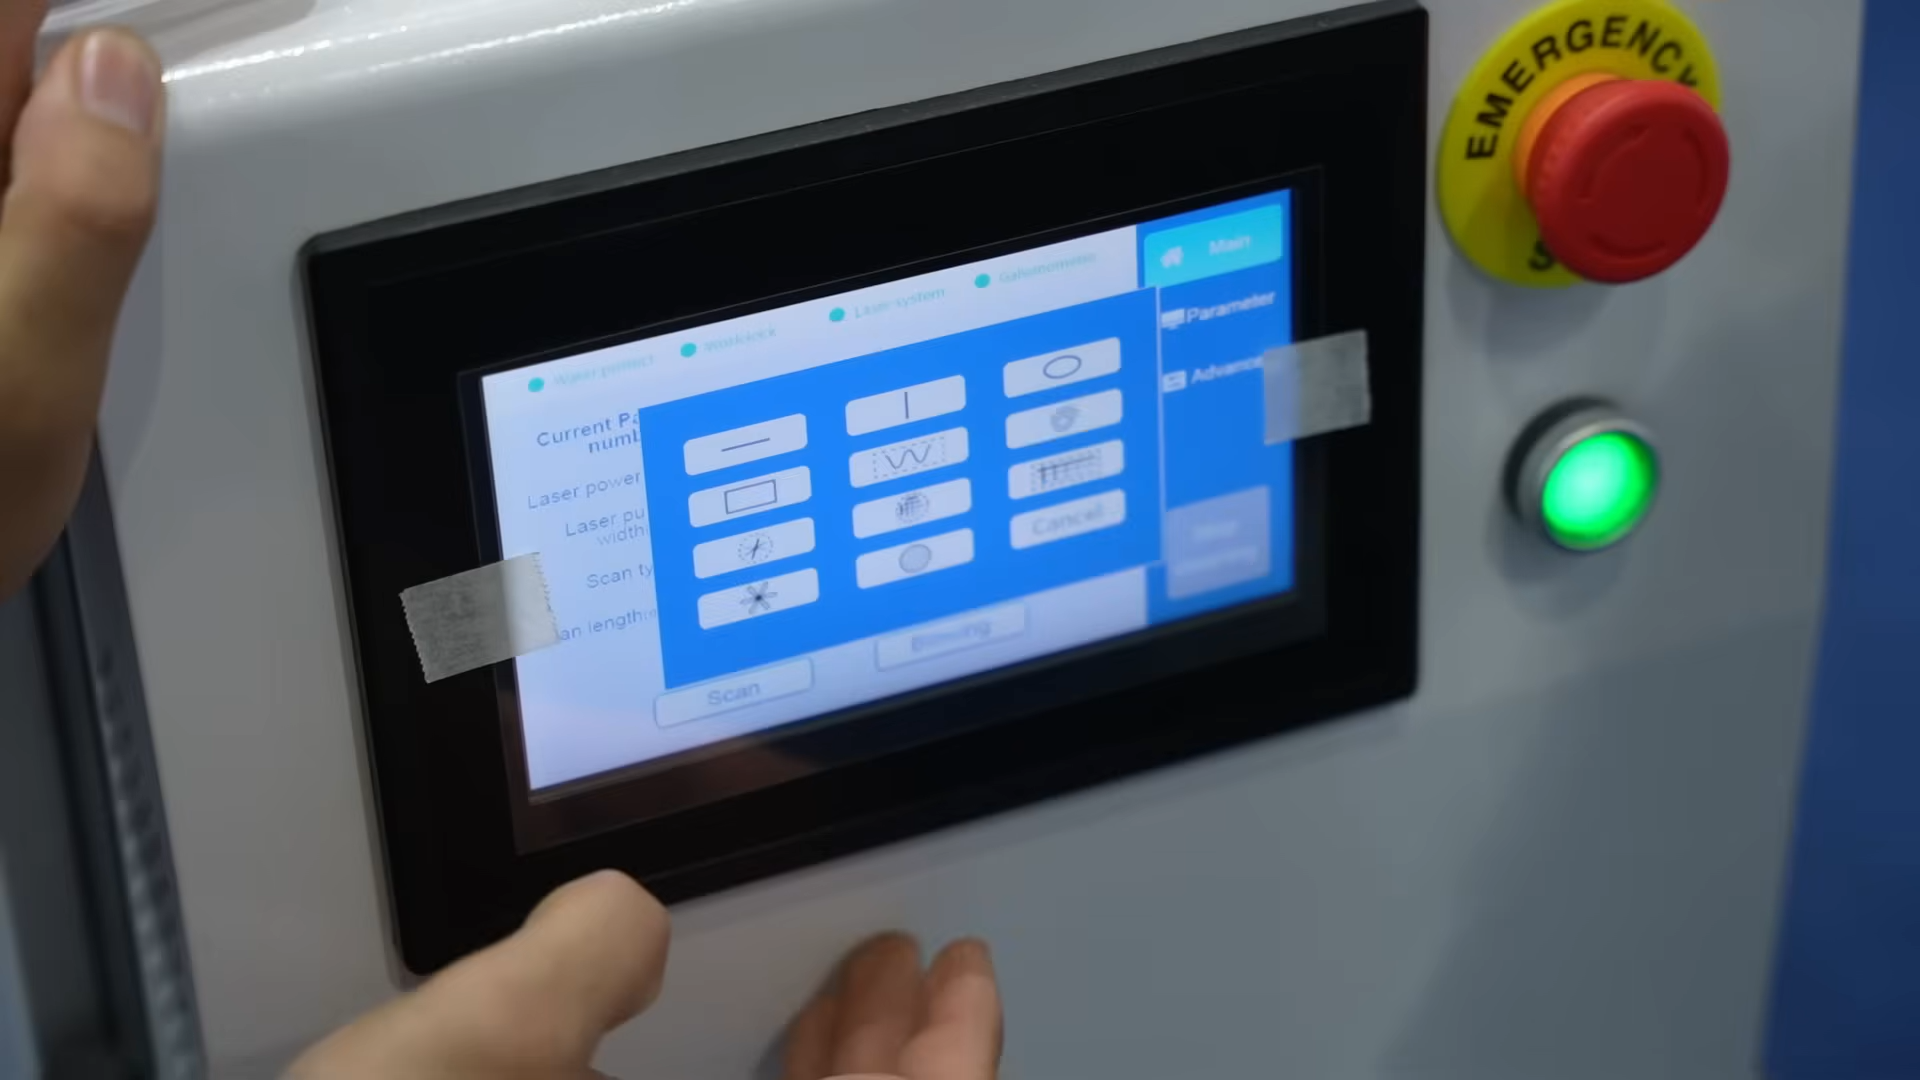 EMERGENCY
S
Main
Galvanometer
Laser system
Parameter
Advance
Current Pa
numb
Laser power
Laser pu
width
Scan ty
an length
Cancel
Blowing
Scan